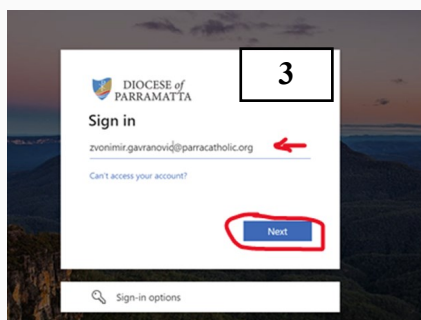 3
DIOCESE of
PARRAMATTA
Sign in
zvonimir.gavranovic@parracatholic.org
Can't access your account?
Next
Sign-in options